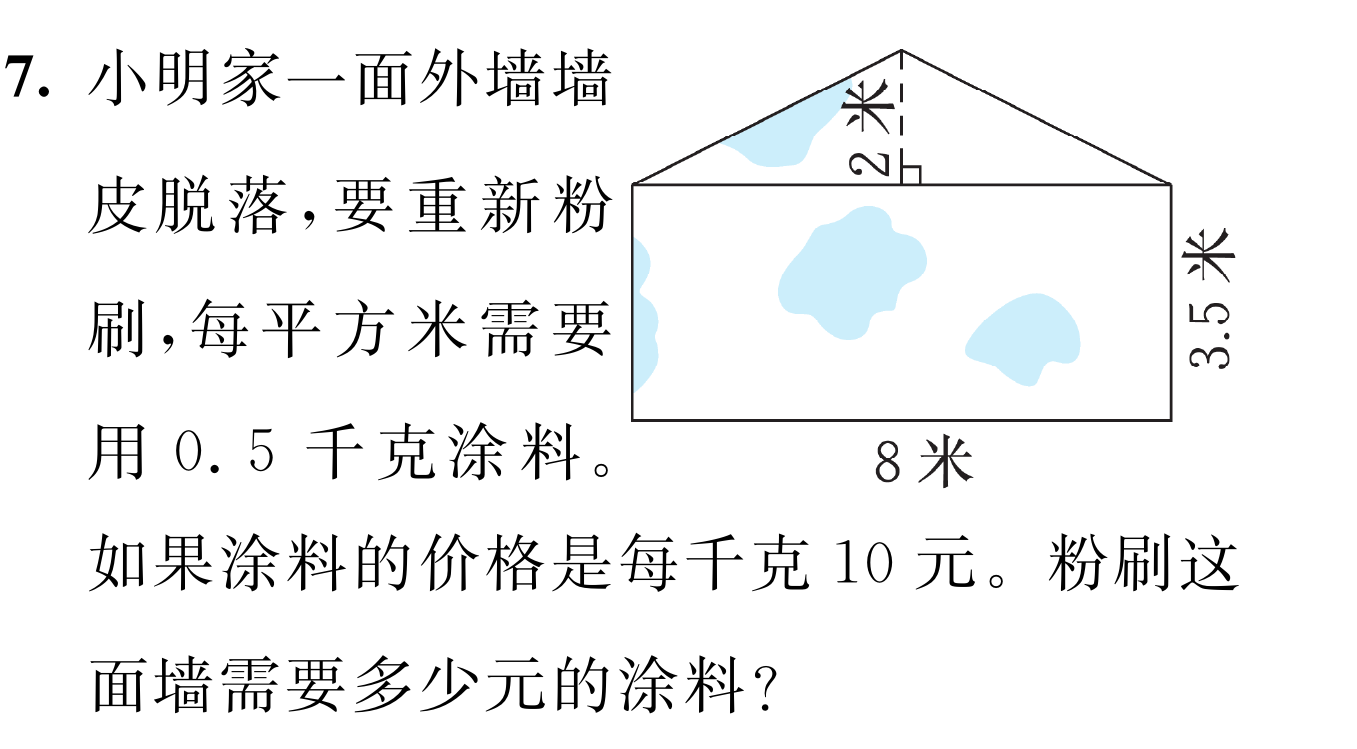 7. 小明家一面外墙墙
皮脱落,要重新粉
刷,每平方米需要
用 0.5 千克涂料。
2 米
3.5 米
8 米
如果涂料的价格是每千克 10 元。粉刷这
面墙需要多少元的涂料?